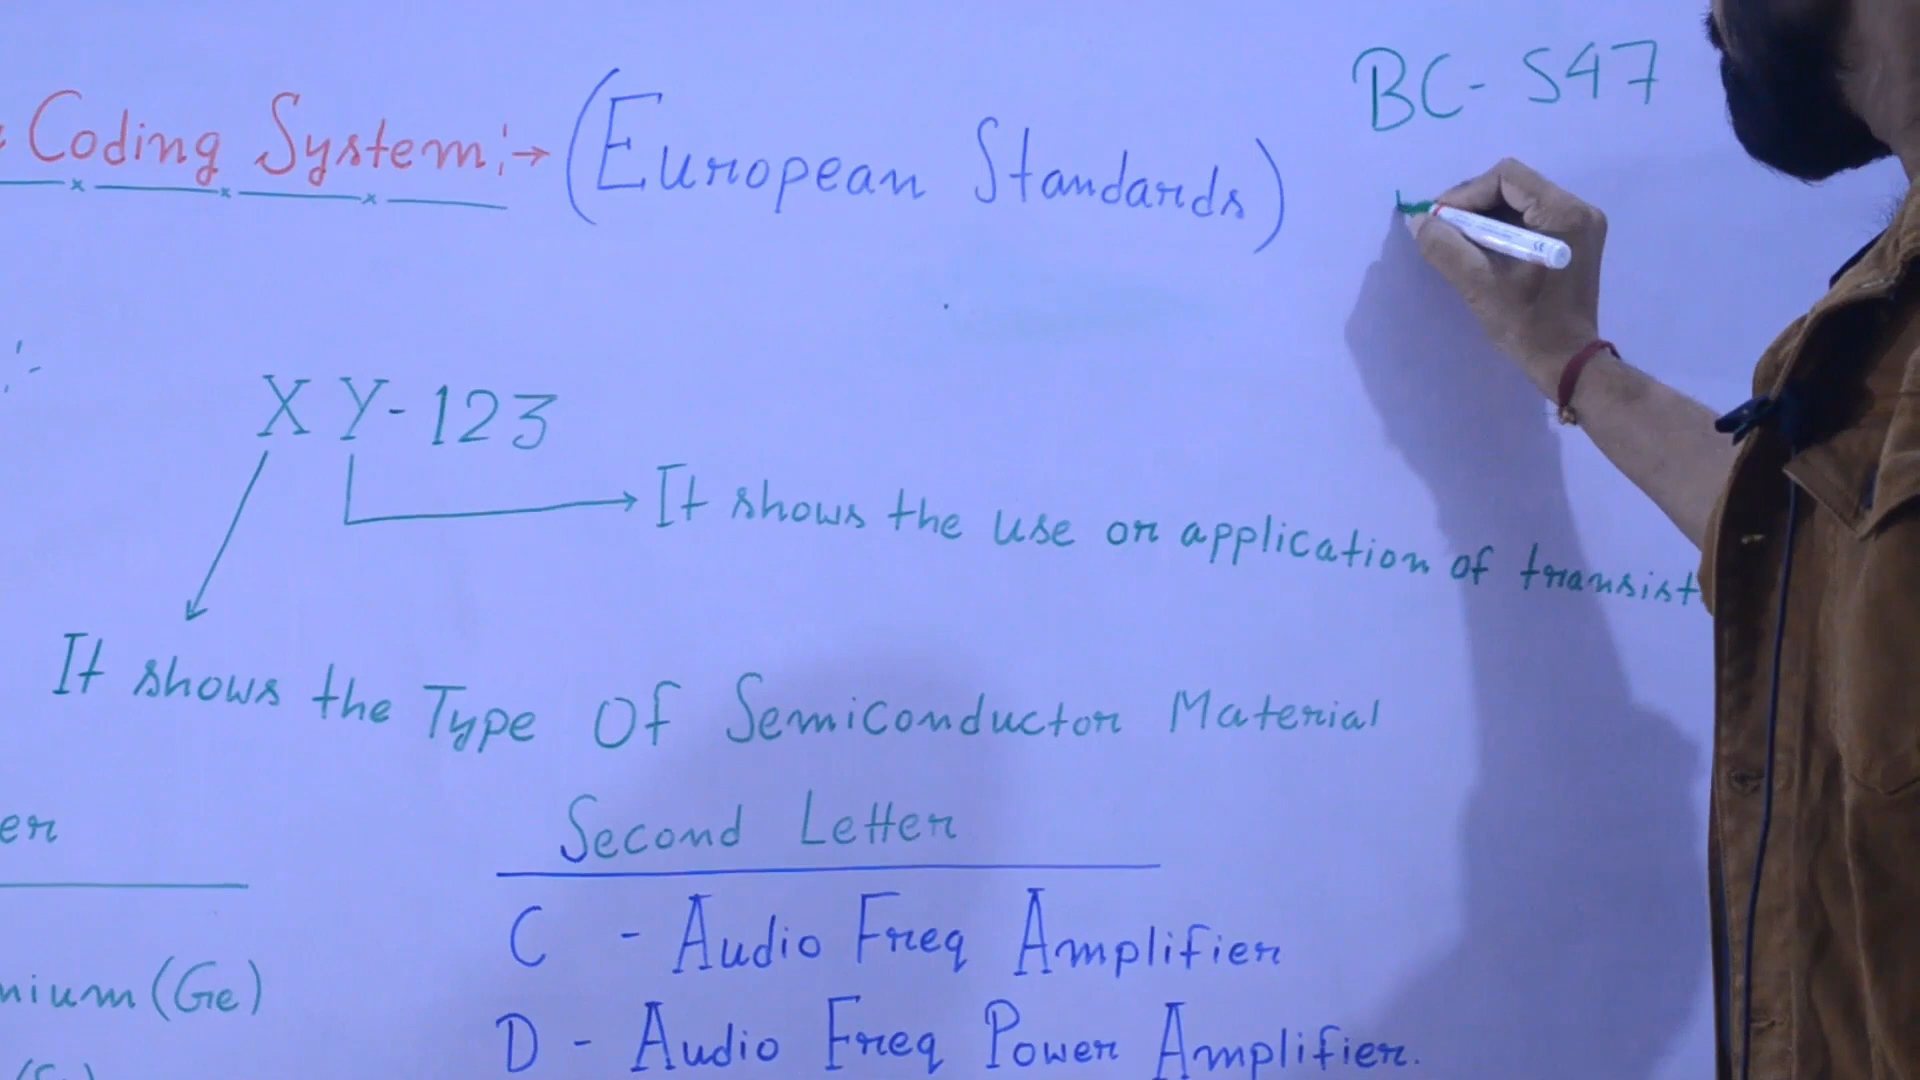 BC- 547
Coding System:→ (European Standards)
XY-123
It shows the use or application of transist
It shows the Type Of Semiconductor Material
er
Second Letter
C - Audio Freq Amplifier
nium (Ge)
D - Audio Freq Power Amplifier.